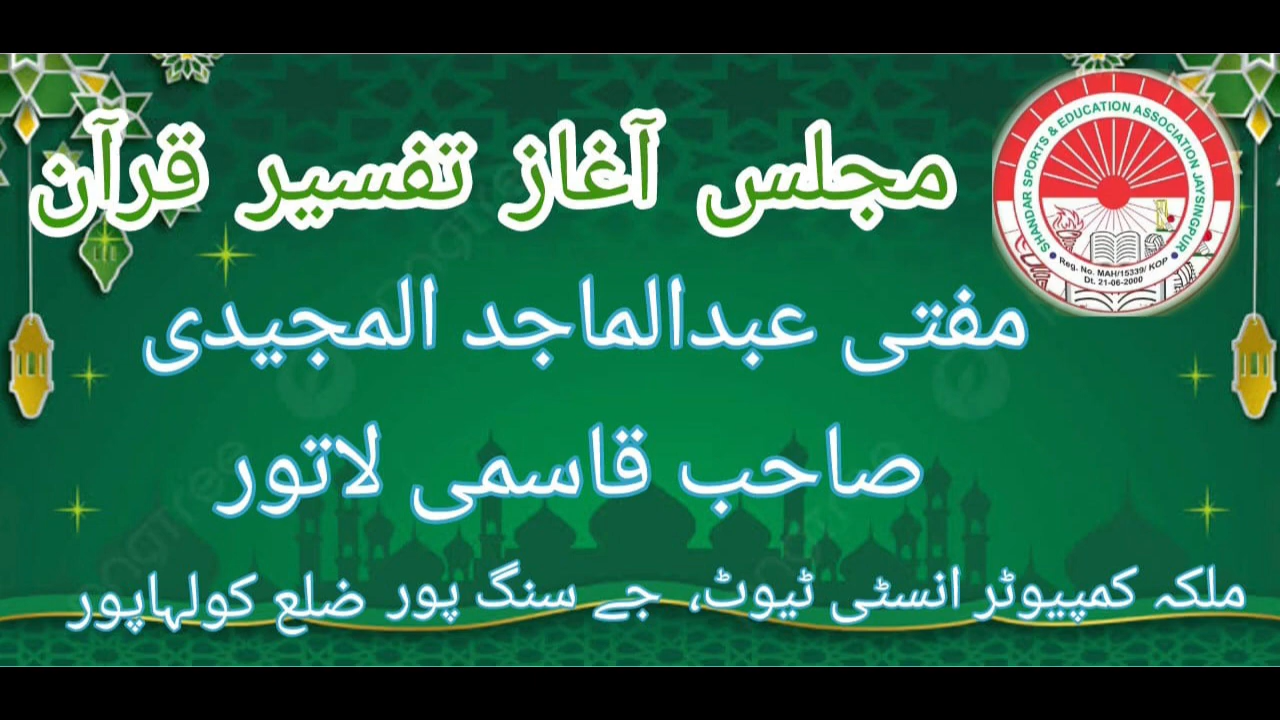 مجلس آغاز تفسیر قرآن
مفتی عبدالماجد المجیدی
صاحب قاسمی لاتور
ملکہ کمپیوٹر انسٹی ٹیوٹ، جے سنگ پور ضلع کولہاپور
SHANDAR SPORTS & EDUCATION ASSOCIATION JAYSINGPUR
Reg. No. MAH/15339/ KOP
Dt. 21-06-2000